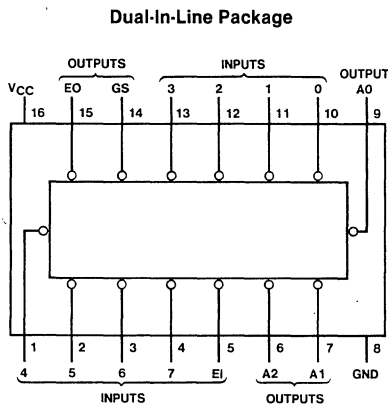 Dual-In-Line Package
OUTPUTS INPUTS OUTPUT
VCC EO GS 3 2 1 0 A0
16 15 14 13 12 11 10 9
1 2 3 4 5 6 7 8
4 5 6 7 EI A2 A1 GND
INPUTS OUTPUTS